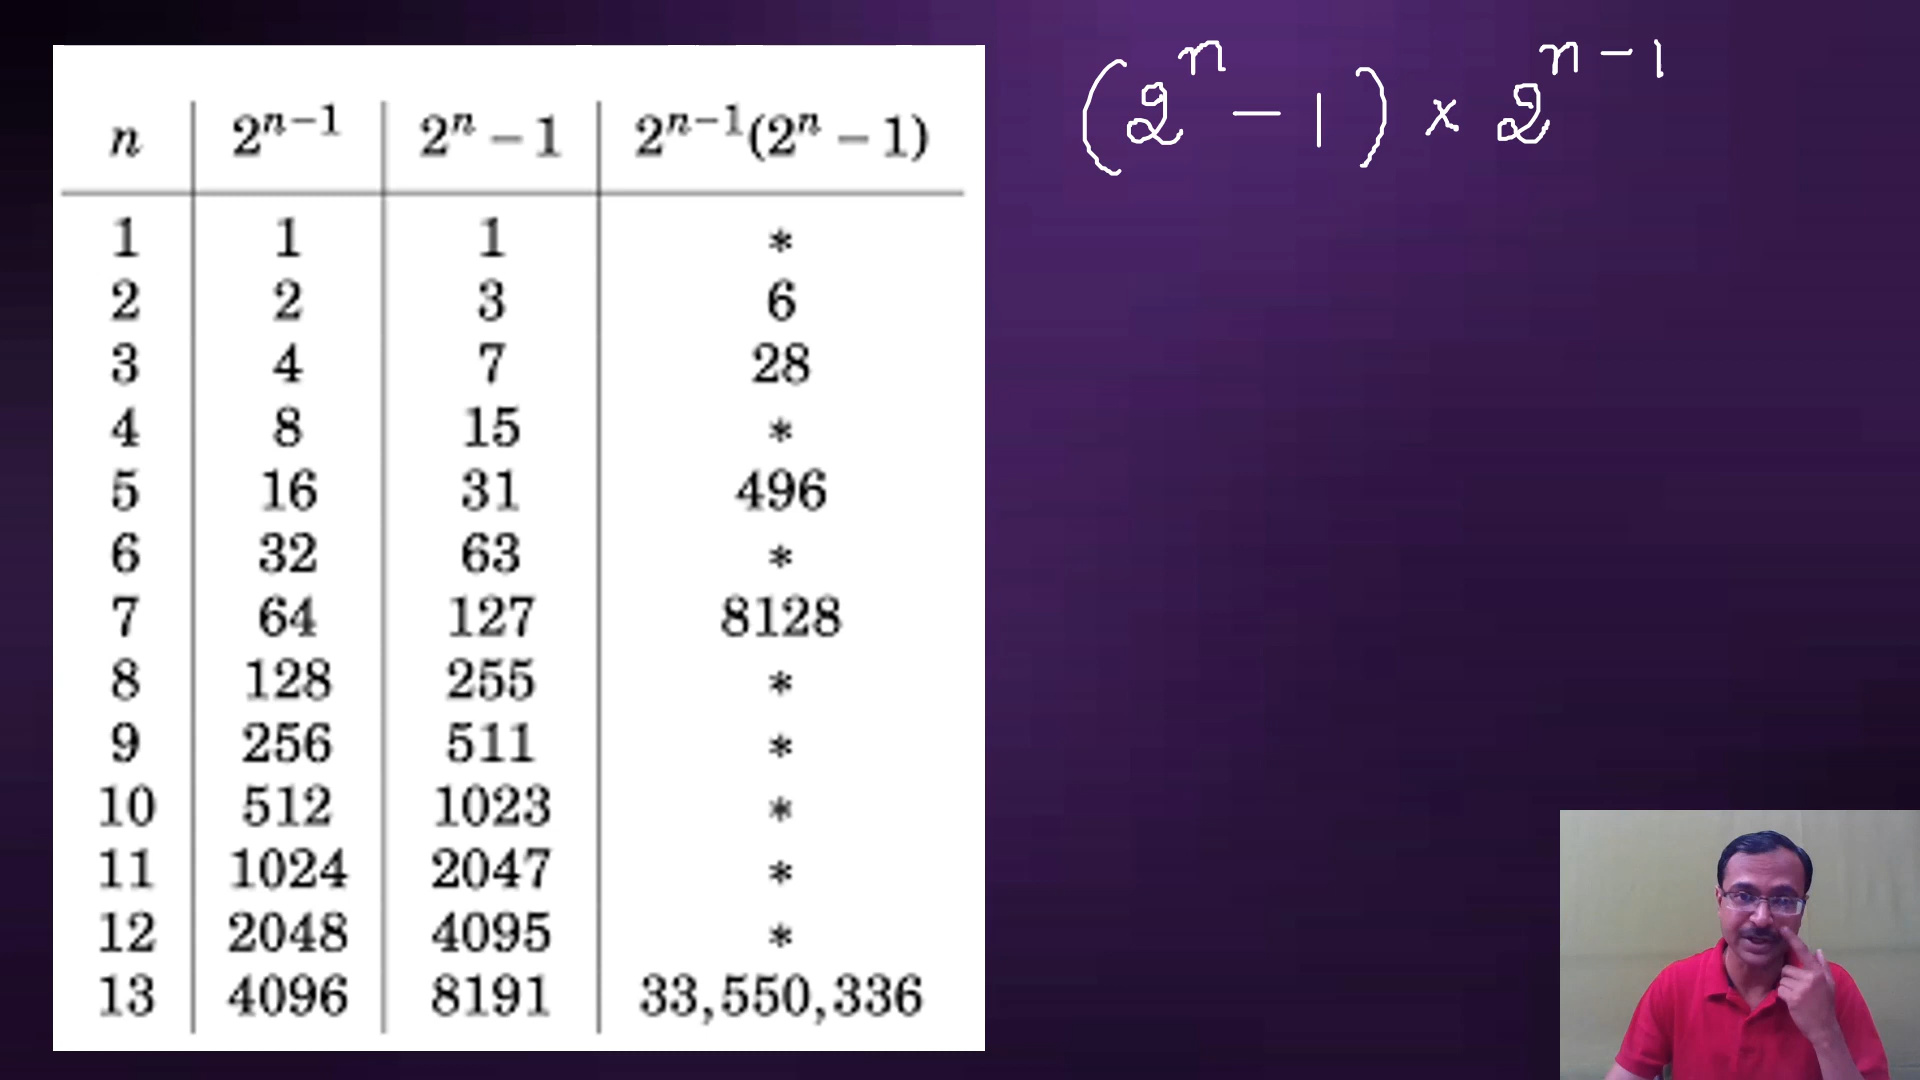 n 2^{n-1} 2^n - 1 2^{n-1}(2^n - 1)
1 1 1 *
2 2 3 6
3 4 7 28
4 8 15 *
5 16 31 496
6 32 63 *
7 64 127 8128
8 128 255 *
9 256 511 *
10 512 1023 *
11 1024 2047 *
12 2048 4095 *
13 4096 8191 33,550,336
(2^n - 1) × 2^{n-1}